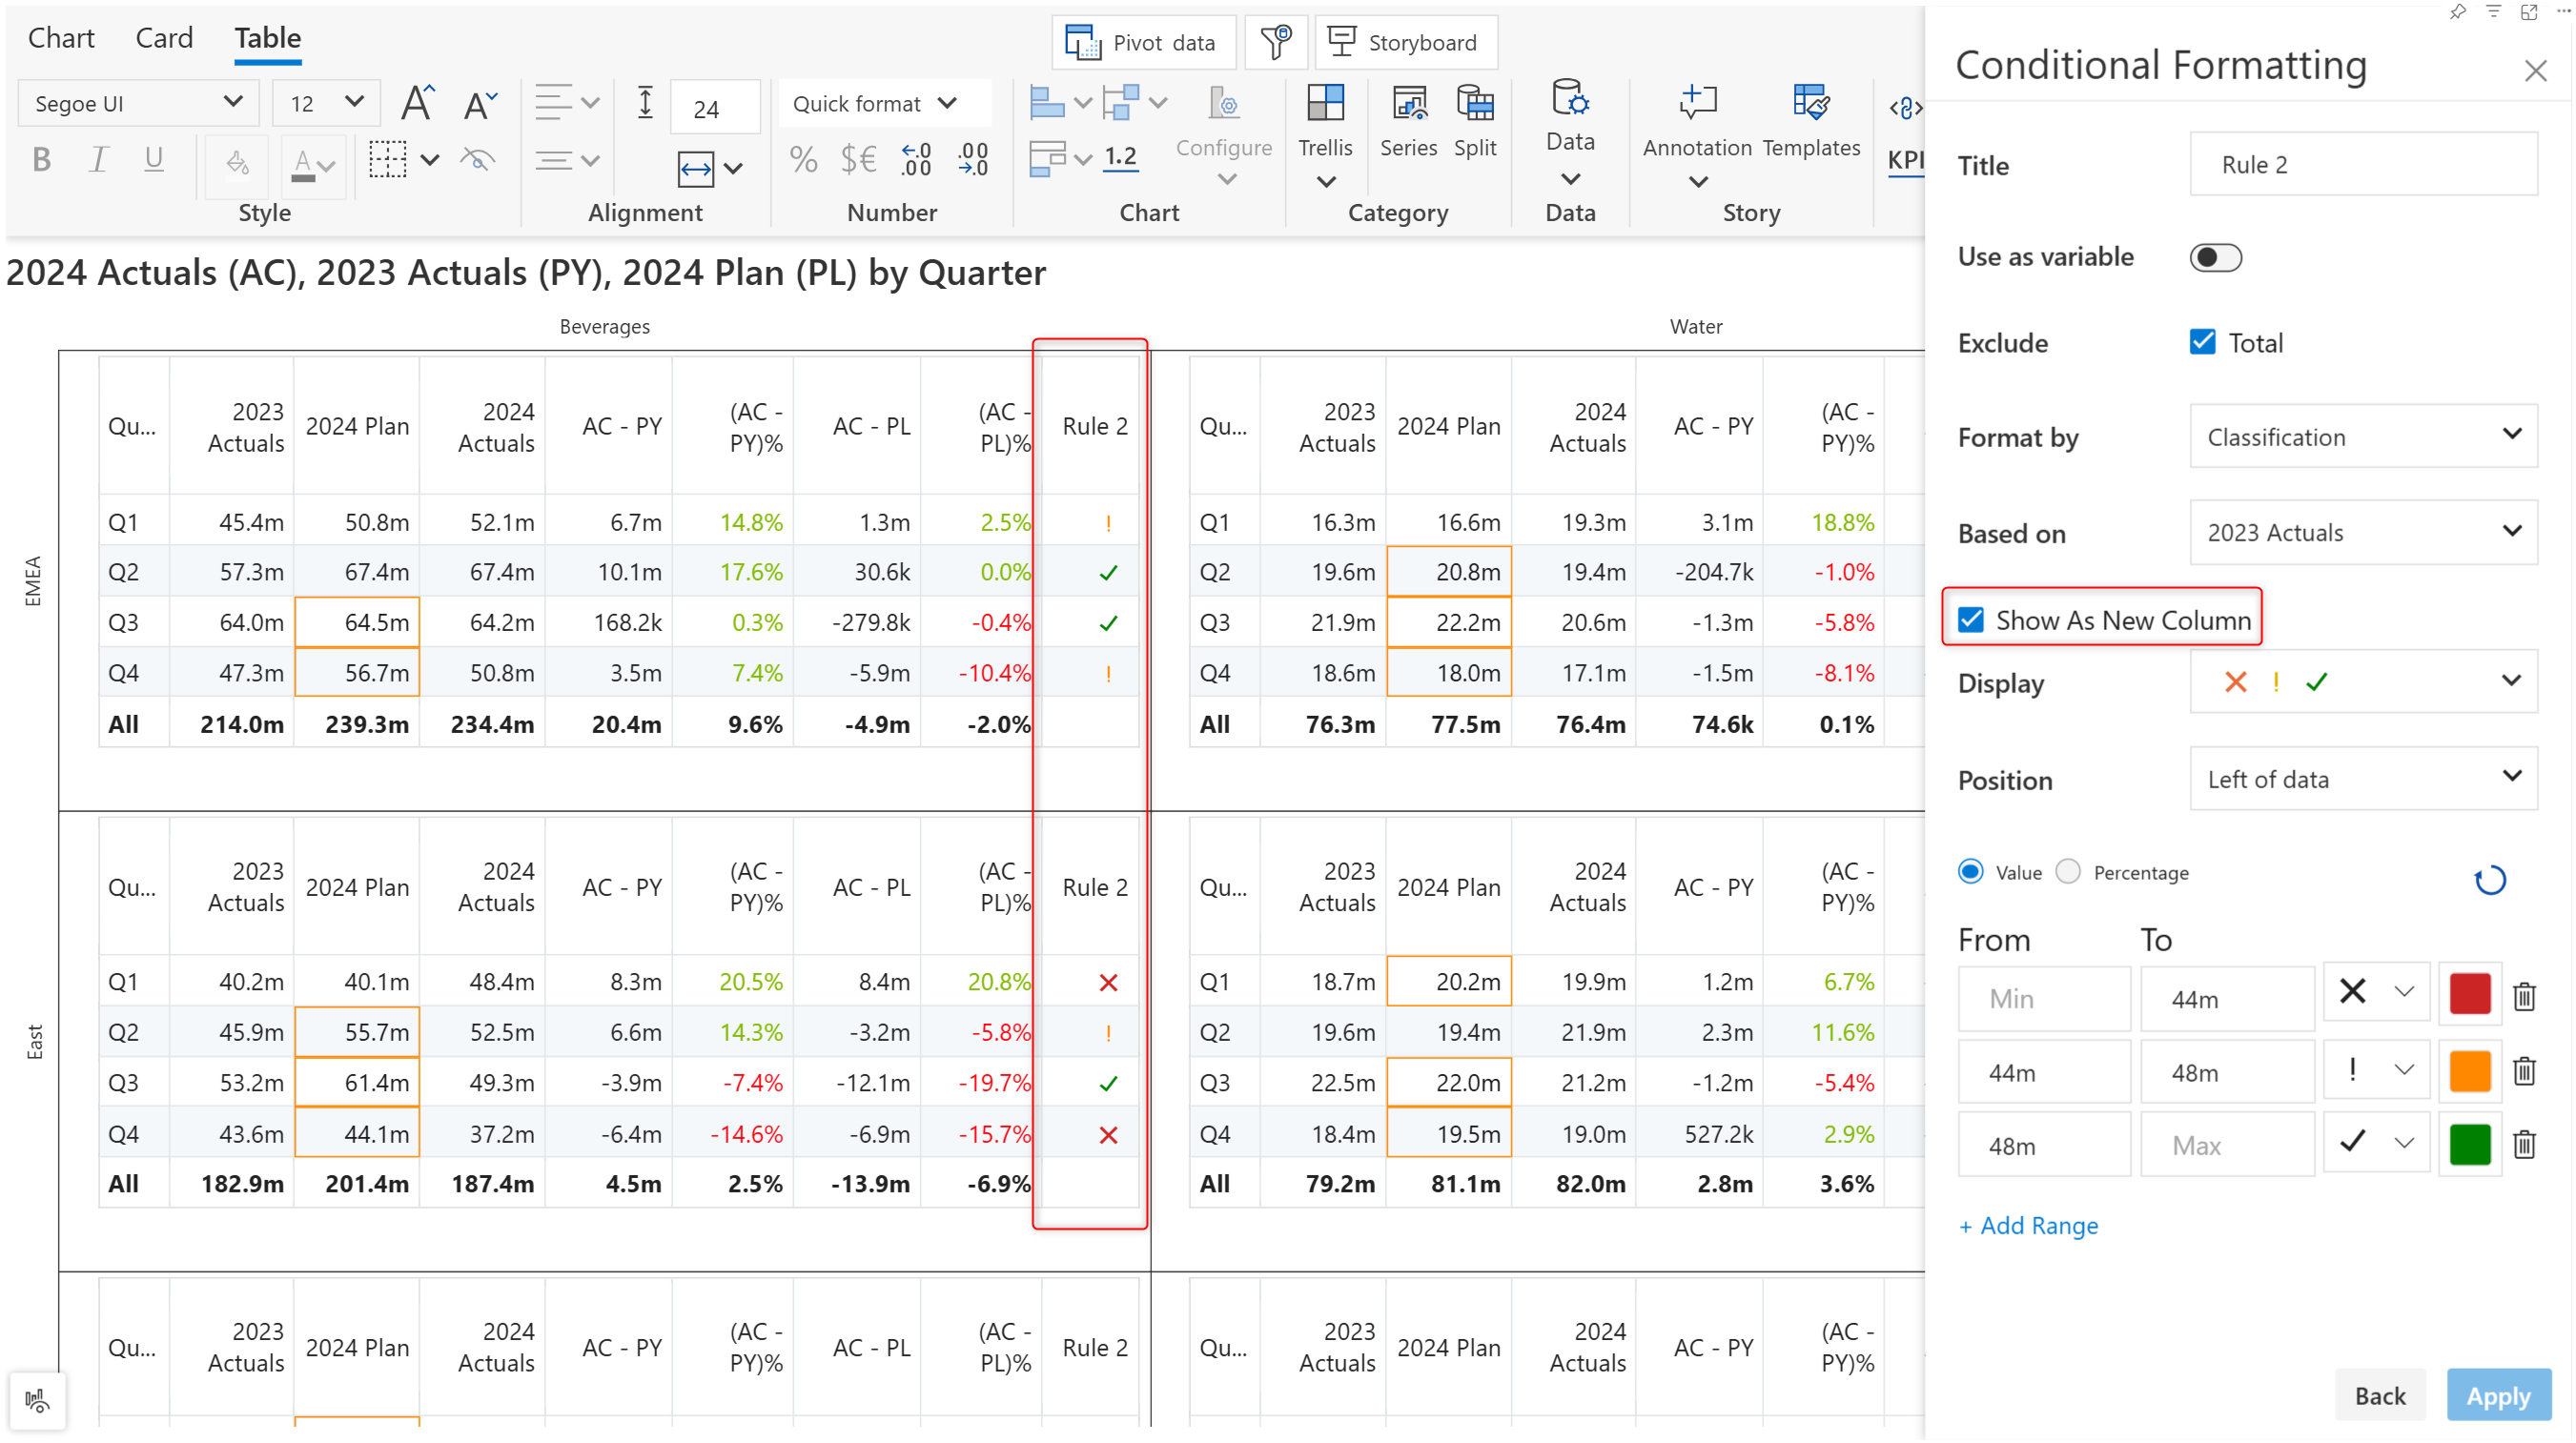 Chart Card Table
Pivot data Storyboard
Segoe UI 12 24 Quick format
B I U A % $€ .0 .00 .00 .0 1.2
Configure Trellis Series Split Data Annotation Templates KPI
Style Alignment Number Chart Category Data Story
2024 Actuals (AC), 2023 Actuals (PY), 2024 Plan (PL) by Quarter
Beverages Water
EMEA
Qu... 2023 Actuals 2024 Plan 2024 Actuals AC - PY (AC - PY)% AC - PL (AC - PL)% Rule 2 Qu... 2023 Actuals 2024 Plan 2024 Actuals AC - PY (AC - PY)%
Q1 45.4m 50.8m 52.1m 6.7m 14.8% 1.3m 2.5% ! Q1 16.3m 16.6m 19.3m 3.1m 18.8%
Q2 57.3m 67.4m 67.4m 10.1m 17.6% 30.6k 0.0% ✓ Q2 19.6m 20.8m 19.4m -204.7k -1.0%
Q3 64.0m 64.5m 64.2m 168.2k 0.3% -279.8k -0.4% ✓ Q3 21.9m 22.2m 20.6m -1.3m -5.8%
Q4 47.3m 56.7m 50.8m 3.5m 7.4% -5.9m -10.4% ! Q4 18.6m 18.0m 17.1m -1.5m -8.1%
All 214.0m 239.3m 234.4m 20.4m 9.6% -4.9m -2.0% All 76.3m 77.5m 76.4m 74.6k 0.1%
East
Qu... 2023 Actuals 2024 Plan 2024 Actuals AC - PY (AC - PY)% AC - PL (AC - PL)% Rule 2 Qu... 2023 Actuals 2024 Plan 2024 Actuals AC - PY (AC - PY)%
Q1 40.2m 40.1m 48.4m 8.3m 20.5% 8.4m 20.8% ✕ Q1 18.7m 20.2m 19.9m 1.2m 6.7%
Q2 45.9m 55.7m 52.5m 6.6m 14.3% -3.2m -5.8% ! Q2 19.6m 19.4m 21.9m 2.3m 11.6%
Q3 53.2m 61.4m 49.3m -3.9m -7.4% -12.1m -19.7% ✓ Q3 22.5m 22.0m 21.2m -1.2m -5.4%
Q4 43.6m 44.1m 37.2m -6.4m -14.6% -6.9m -15.7% ✕ Q4 18.4m 19.5m 19.0m 527.2k 2.9%
All 182.9m 201.4m 187.4m 4.5m 2.5% -13.9m -6.9% All 79.2m 81.1m 82.0m 2.8m 3.6%
Qu... 2023 Actuals 2024 Plan 2024 Actuals AC - PY (AC - PY)% AC - PL (AC - PL)% Rule 2 Qu... 2023 Actuals 2024 Plan 2024 Actuals AC - PY (AC - PY)%
Conditional Formatting
Title Rule 2
Use as variable
Exclude Total
Format by Classification
Based on 2023 Actuals
Show As New Column
Display ✕ ! ✓
Position Left of data
Value Percentage
From To
Min 44m ✕
44m 48m !
48m Max ✓
+ Add Range
Back Apply